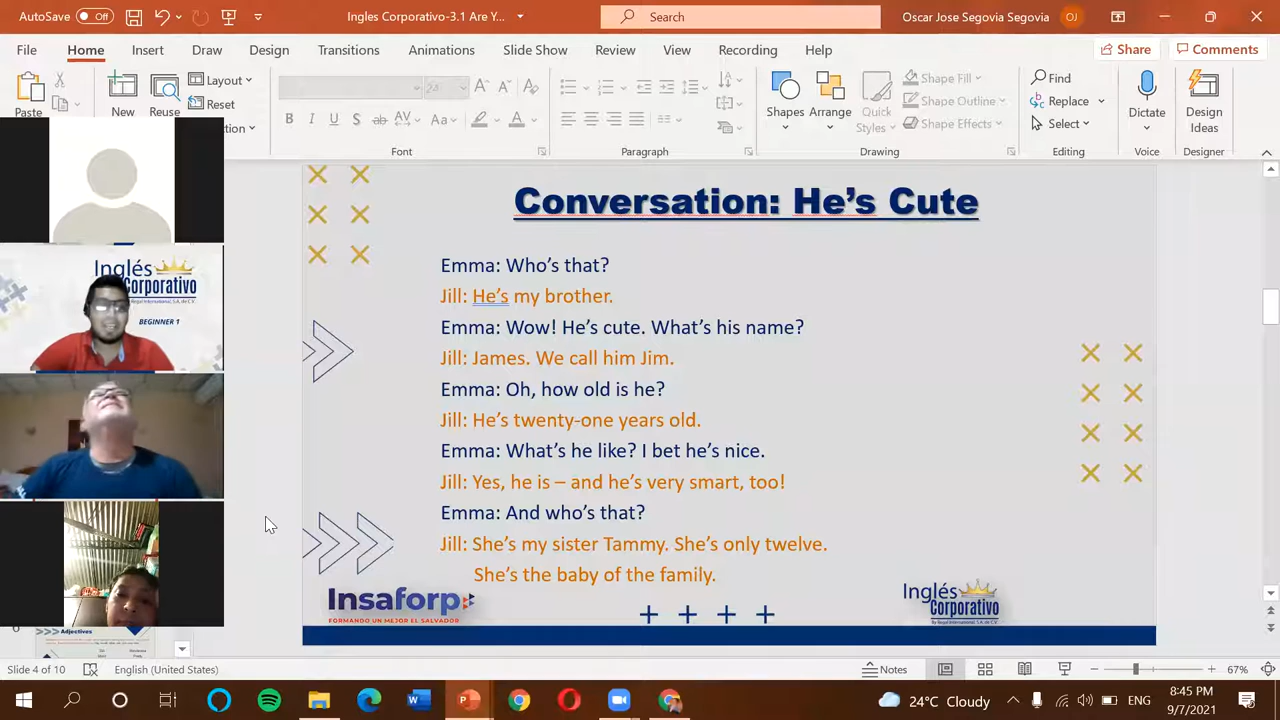 AutoSave Off
Ingles Corporativo-3.1 Are Y...
Search
Oscar Jose Segovia Segovia
OJ
File Home Insert Draw Design Transitions Animations Slide Show Review View Recording Help
Share Comments
Paste
New
Reuse
Layout
Reset
tion
B I U S ab AV Aa A
Shapes
Arrange
Quick
Styles
Shape Fill
Shape Outline
Shape Effects
Find
Replace
Select
Dictate
Design
Ideas
Font Paragraph Drawing Editing Voice Designer
Inglés
Corporativo
BEGINNER 1
Conversation: He's Cute
Emma: Who's that?
Jill: He's my brother.
Emma: Wow! He's cute. What's his name?
Jill: James. We call him Jim.
Emma: Oh, how old is he?
Jill: He's twenty-one years old.
Emma: What's he like? I bet he's nice.
Jill: Yes, he is – and he's very smart, too!
Emma: And who's that?
Jill: She's my sister Tammy. She's only twelve.
She's the baby of the family.
Insaforp
FORMANDO UN MEJOR EL SALVADOR
Inglés
Corporativo
Adjectives
Slide 4 of 10
English (United States)
Notes
67%
24°C Cloudy
ENG
8:45 PM
9/7/2021